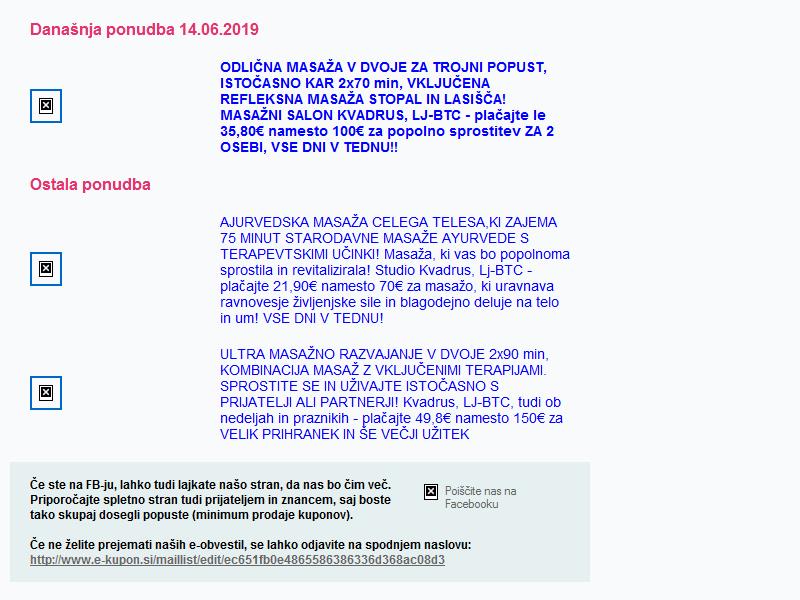 Današnja ponudba 14.06.2019
ODLIČNA MASAŽA V DVOJE ZA TROJNI POPUST,
ISTOČASNO KAR 2x70 min, VKLJUČENA
REFLEKSNA MASAŽA STOPAL IN LASIŠČA!
MASAŽNI SALON KVADRUS, LJ-BTC - plačajte le
35,80€ namesto 100€ za popolno sprostitev ZA 2
OSEBI, VSE DNI V TEDNU!!
Ostala ponudba
AJURVEDSKA MASAŽA CELEGA TELESA,KI ZAJEMA
75 MINUT STARODAVNE MASAŽE AYURVEDE S
TERAPEVTSKIMI UČINKI! Masaža, ki vas bo popolnoma
sprostila in revitalizirala! Studio Kvadrus, Lj-BTC -
plačajte 21,90€ namesto 70€ za masažo, ki uravnava
ravnovesje življenjske sile in blagodejno deluje na telo
in um! VSE DNI V TEDNU!
ULTRA MASAŽNO RAZVAJANJE V DVOJE 2x90 min,
KOMBINACIJA MASAŽ Z VKLJUČENIMI TERAPIJAMI.
SPROSTITE SE IN UŽIVAJTE ISTOČASNO S
PRIJATELJI ALI PARTNERJI! Kvadrus, LJ-BTC, tudi ob
nedeljah in praznikih - plačajte 49,8€ namesto 150€ za
VELIK PRIHRANEK IN ŠE VEČJI UŽITEK
Če ste na FB-ju, lahko tudi lajkate našo stran, da nas bo čim več.
Priporočajte spletno stran tudi prijateljem in znancem, saj boste
tako skupaj dosegli popuste (minimum prodaje kuponov).
Poiščite nas na
Facebooku
Če ne želite prejemati naših e-obvestil, se lahko odjavite na spodnjem naslovu:
http://www.e-kupon.si/maillist/edit/ec651fb0e4865586386336d368ac08d3